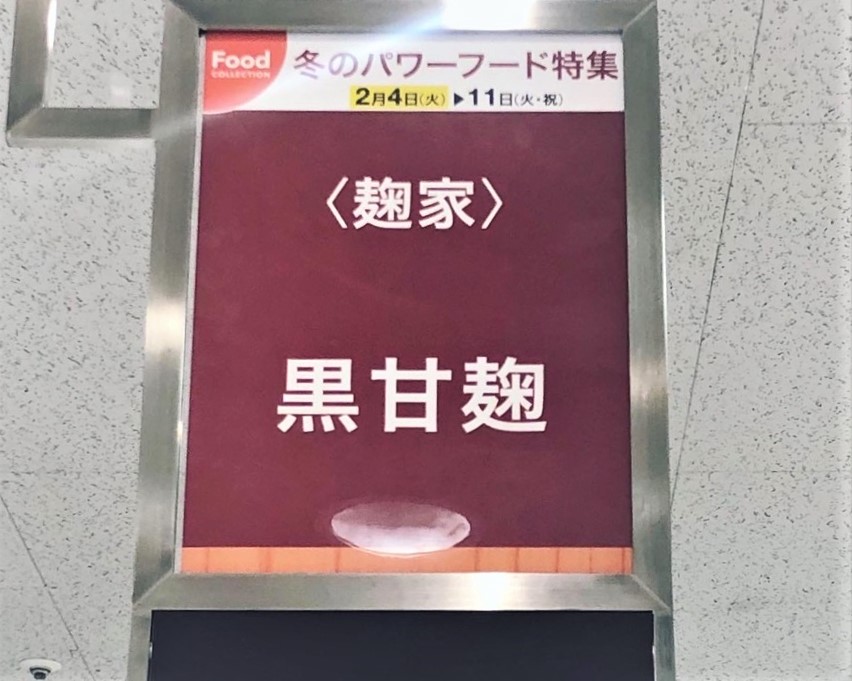 Food
COLLECTION
冬のパワーフード特集
2月4日(火)▶11日(火・祝)
〈麹家〉
黒甘麹